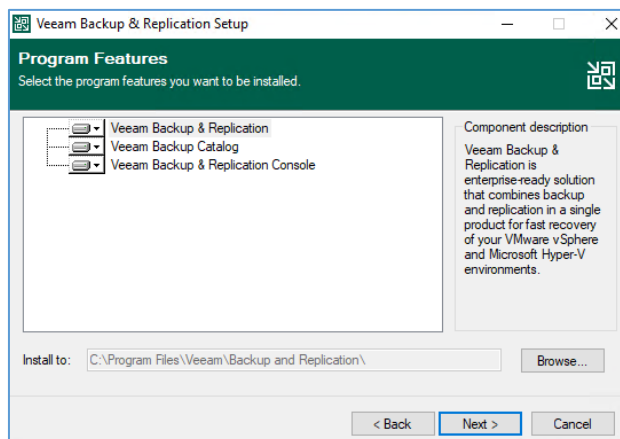 Veeam Backup & Replication Setup
Program Features
Select the program features you want to be installed.
Veeam Backup & Replication
Veeam Backup Catalog
Veeam Backup & Replication Console
Component description
Veeam Backup &
Replication is
enterprise-ready solution
that combines backup
and replication in a single
product for fast recovery
of your VMware vSphere
and Microsoft Hyper-V
environments.
Install to: C:\Program Files\Veeam\Backup and Replication\ Browse...
< Back Next > Cancel